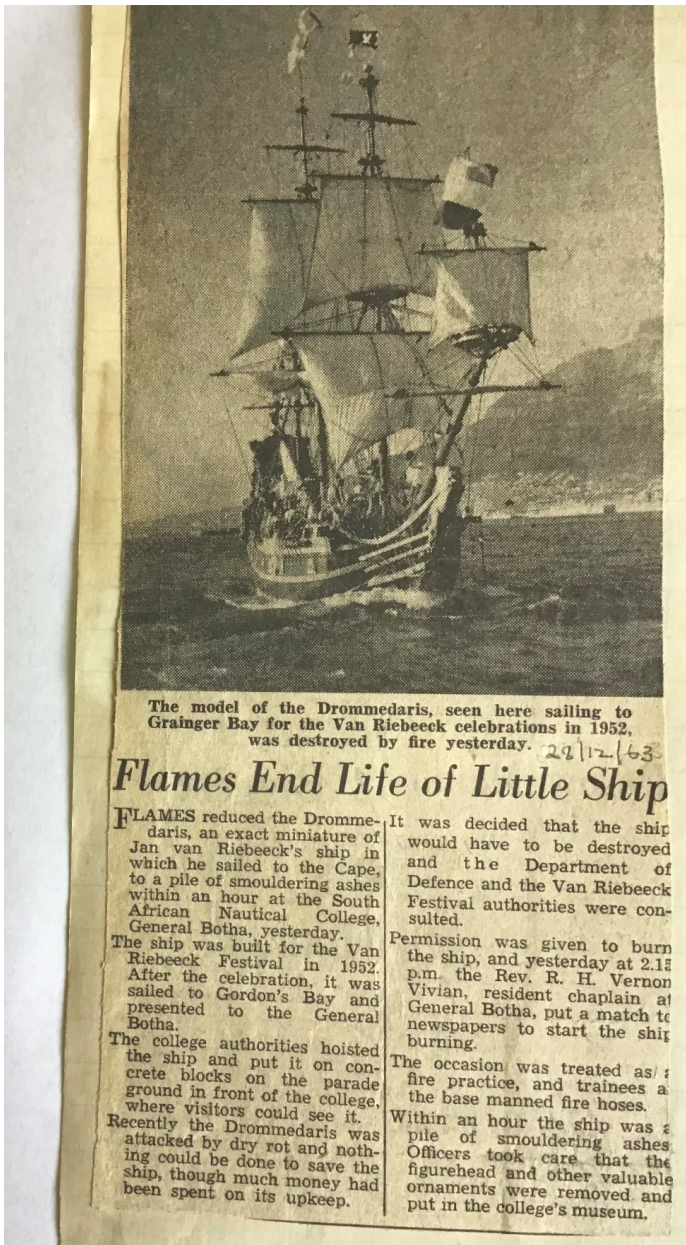 The model of the Drommedaris, seen here sailing to
Grainger Bay for the Van Riebeeck celebrations in 1952,
was destroyed by fire yesterday. 28/12/63
Flames End Life of Little Ship
FLAMES reduced the Dromme-
daris, an exact miniature of
Jan van Riebeeck's ship in
which he sailed to the Cape,
to a pile of smouldering ashes
within an hour at the South
African Nautical College,
General Botha, yesterday.
The ship was built for the Van
Riebeeck Festival in 1952.
After the celebration, it was
sailed to Gordon's Bay and
presented to the General
Botha.
The college authorities hoisted
the ship and put it on con-
crete blocks on the parade
ground in front of the college,
where visitors could see it.
Recently the Drommedaris was
attacked by dry rot and noth-
ing could be done to save the
ship, though much money had
been spent on its upkeep.
It was decided that the ship
would have to be destroyed
and the Department of
Defence and the Van Riebeeck
Festival authorities were con-
sulted.
Permission was given to burn
the ship, and yesterday at 2.15
p.m. the Rev. R. H. Vernon
Vivian, resident chaplain at
General Botha, put a match to
newspapers to start the ship
burning.
The occasion was treated as a
fire practice, and trainees a
the base manned fire hoses.
Within an hour the ship was a
pile of smouldering ashes
Officers took care that the
figurehead and other valuable
ornaments were removed and
put in the college's museum.